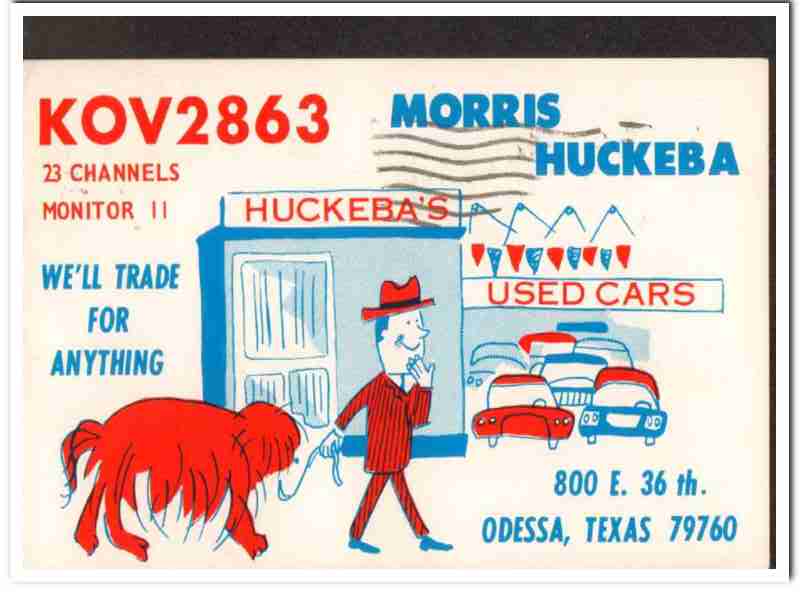 KOV2863
23 CHANNELS
MONITOR 11
MORRIS
HUCKEBA
HUCKEBA'S
USED CARS
WE'LL TRADE
FOR
ANYTHING
800 E. 36 th.
ODESSA, TEXAS 79760